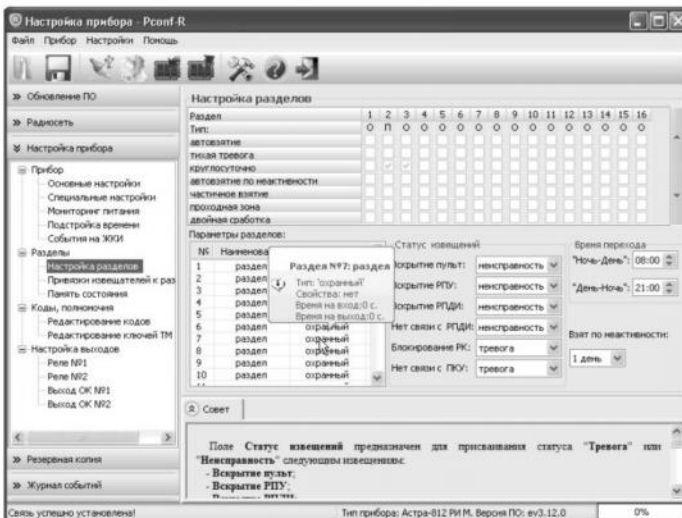 Настройка прибора - Pconf-R
Файл Прибор Настройки Помощь
Обновление ПО
Радиосеть
Настройка прибора
Прибор
Основные настройки
Специальные настройки
Мониторинг питания
Подстройка времени
События на ЖКИ
Разделы
Настройка разделов
Привязки извещателей к раз
Память состояния
Коды, полномочия
Редактирование кодов
Редактирование ключей ТМ
Настройка выходов
Реле №1
Реле №2
Выход ОК №1
Выход ОК №2
Резервная копия
Журнал событий
Настройка разделов
Раздел 1 2 3 4 5 6 7 8 9 10 11 12 13 14 15 16
Тип: О П О О О О О О О О О О О О О О
автовзятие
тихая тревога
круглосуточно
автовзятие по неактивности
частичное взятие
проходная зона
двойная сработка
Параметры разделов:
№ Наименова
1 раздел
2 раздел
3 раздел
4 раздел
5 раздел
6 раздел охранный
7 раздел охранный
8 раздел охранный
9 раздел охранный
10 раздел охранный
Раздел №7: раздел
Тип: 'охранный'
Свойства: нет
Время на вход:0 с.
Время на выход:0 с.
Статус извещений
Вскрытие пульт: неисправность
Вскрытие РПУ: неисправность
Вскрытие РПДИ: неисправность
Нет связи с РПДИ: неисправность
Блокирование РК: тревога
Нет связи с ПКУ: тревога
Время перехода
"Ночь-День": 08:00
"День-Ночь": 21:00
Взят по неактивности:
1 день
Совет
Поле Статус извещений предназначен для присваивания статуса "Тревога" или
"Неисправность" следующим извещениям:
- Вскрытие пульт;
- Вскрытие РПУ;
Связь успешно установлена!
Тип прибора: Астра-812 РИ М. Версия ПО: ev3.12.0
0%